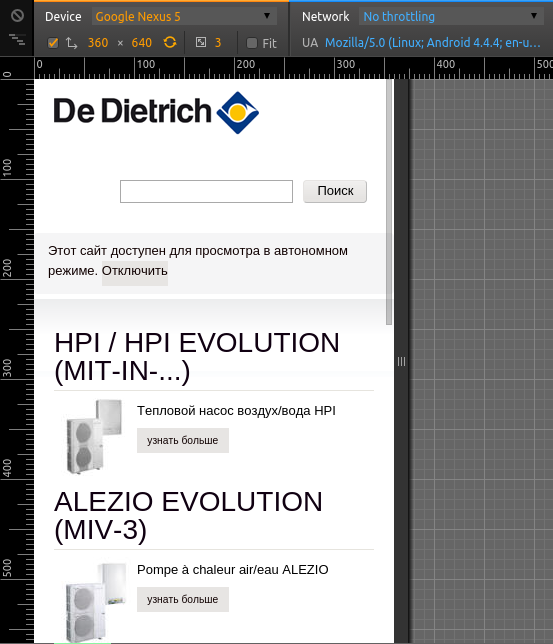 Device Google Nexus 5 Network No throttling
360 × 640 3 Fit UA Mozilla/5.0 (Linux; Android 4.4.4; en-u...
0 100 200 300 400 500
0
100
200
300
400
500
De Dietrich
Поиск
Этот сайт доступен для просмотра в автономном
режиме. Отключить
HPI / HPI EVOLUTION
(MIT-IN-...)
Тепловой насос воздух/вода HPI
узнать больше
ALEZIO EVOLUTION
(MIV-3)
Pompe à chaleur air/eau ALEZIO
узнать больше